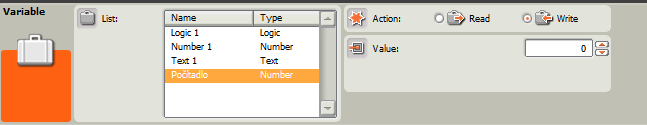 Variable
List:
Name Type
Logic 1 Logic
Number 1 Number
Text 1 Text
Počítadlo Number
Action: Read Write
Value: 0